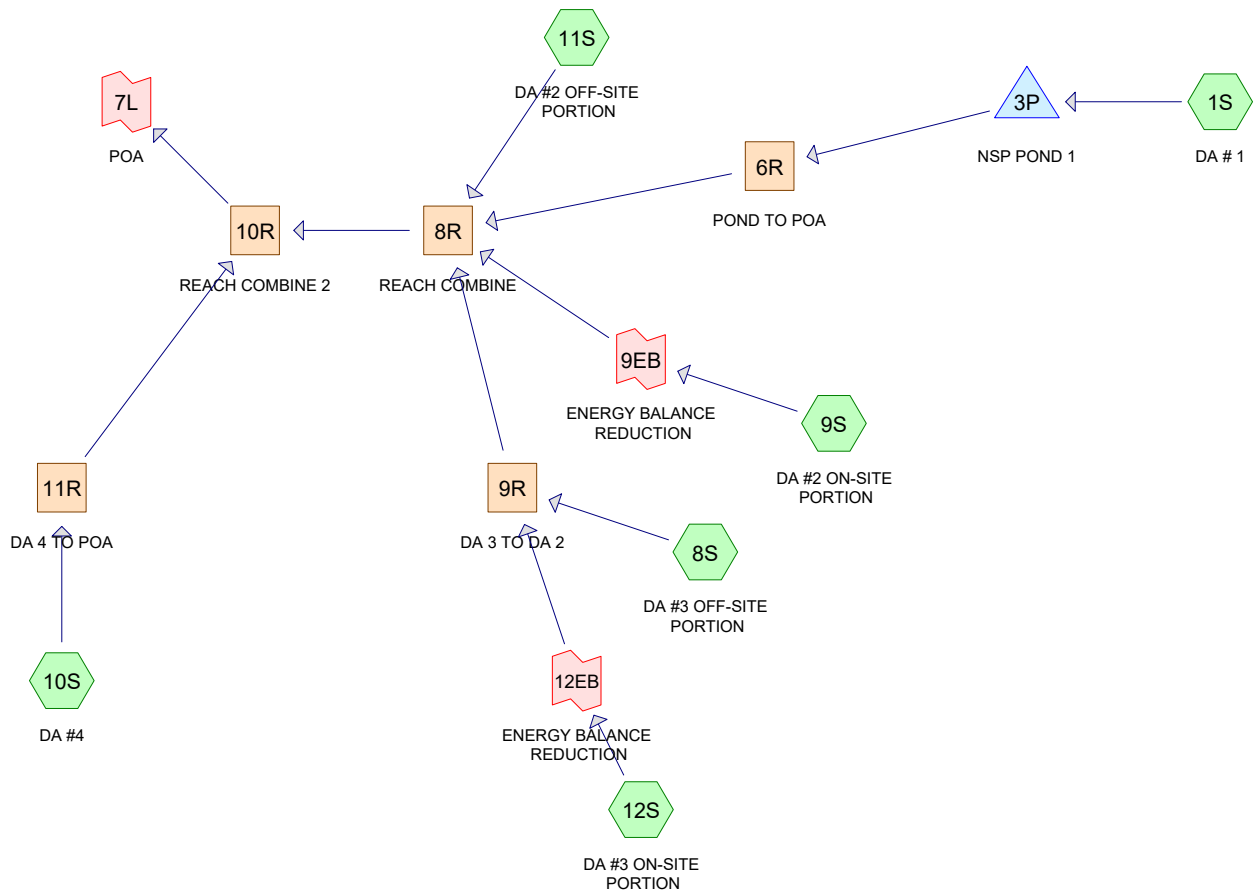 11S
DA #2 OFF-SITE
PORTION
7L
POA
3P
NSP POND 1
1S
DA # 1
6R
POND TO POA
10R
REACH COMBINE 2
8R
REACH COMBINE
9EB
ENERGY BALANCE
REDUCTION
9S
DA #2 ON-SITE
PORTION
11R
DA 4 TO POA
9R
DA 3 TO DA 2
8S
DA #3 OFF-SITE
PORTION
10S
DA #4
12EB
ENERGY BALANCE
REDUCTION
12S
DA #3 ON-SITE
PORTION